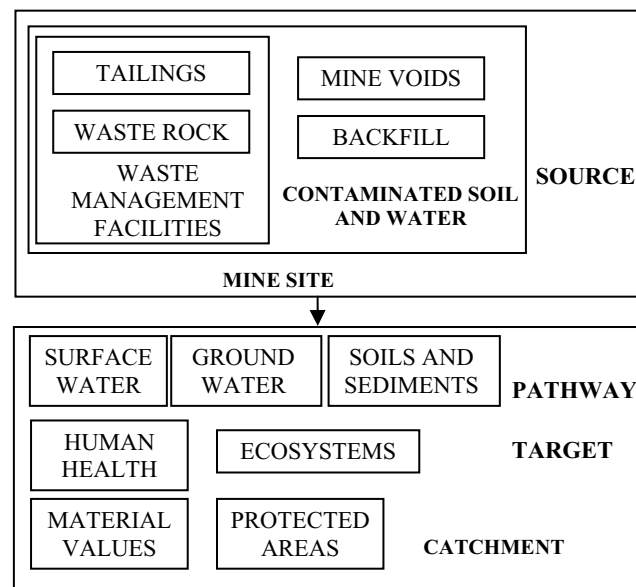 TAILINGS
MINE VOIDS
WASTE ROCK
BACKFILL
WASTE
MANAGEMENT
FACILITIES
CONTAMINATED SOIL
AND WATER
SOURCE
MINE SITE
SURFACE
WATER
GROUND
WATER
SOILS AND
SEDIMENTS
PATHWAY
HUMAN
HEALTH
ECOSYSTEMS
TARGET
MATERIAL
VALUES
PROTECTED
AREAS
CATCHMENT